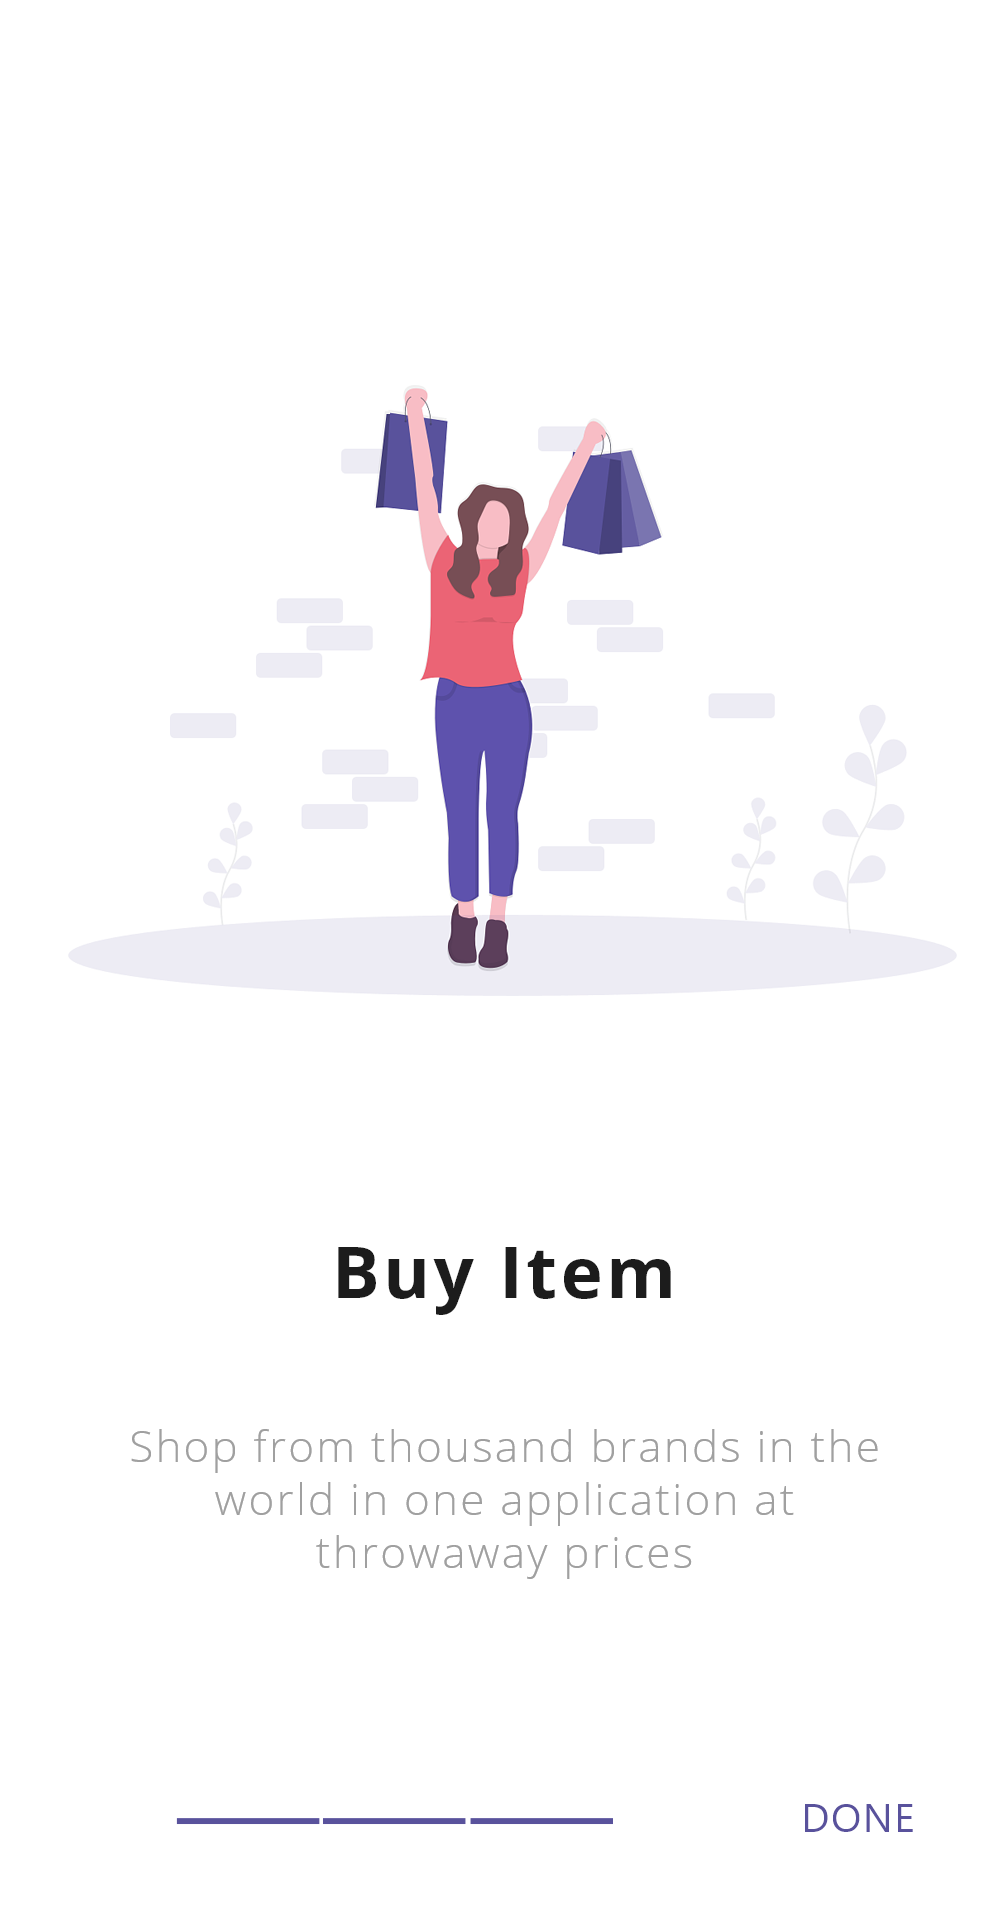 Buy Item
Shop from thousand brands in the
world in one application at
throwaway prices
DONE